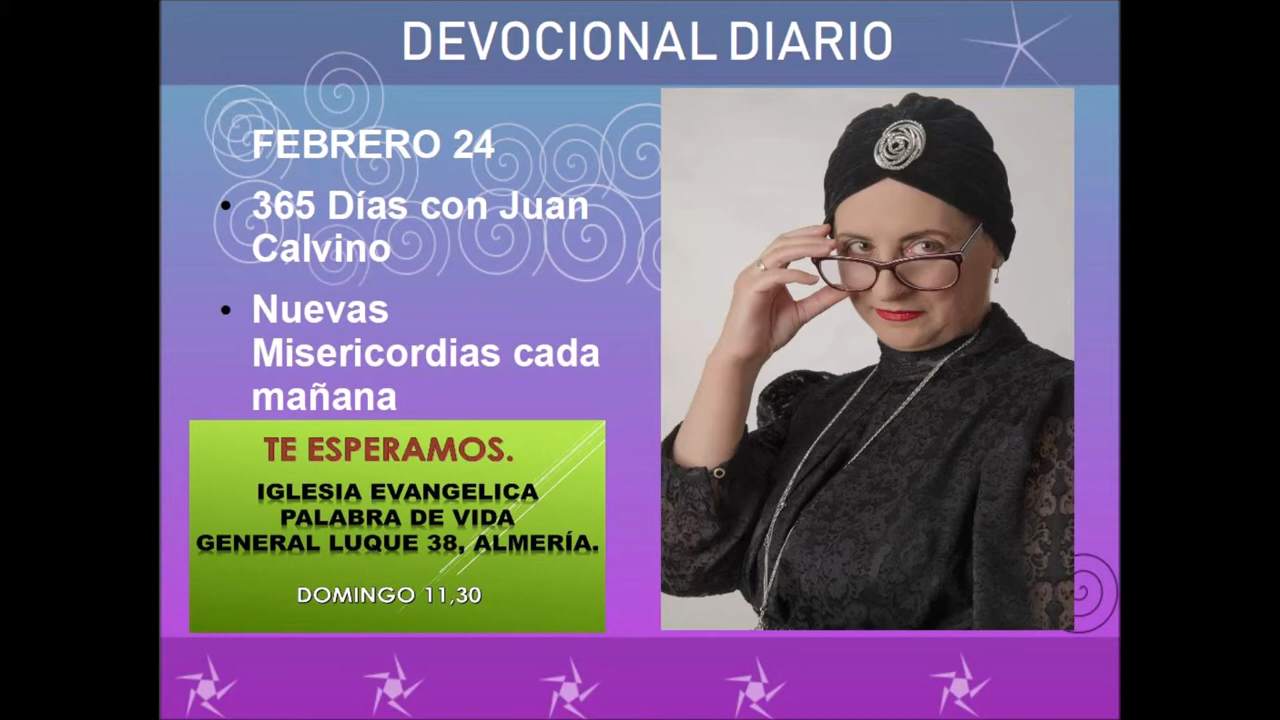 DEVOCIONAL DIARIO
FEBRERO 24
• 365 Días con Juan
Calvino
• Nuevas
Misericordias cada
mañana
TE ESPERAMOS.
IGLESIA EVANGELICA
PALABRA DE VIDA
GENERAL LUQUE 38, ALMERÍA.
DOMINGO 11,30